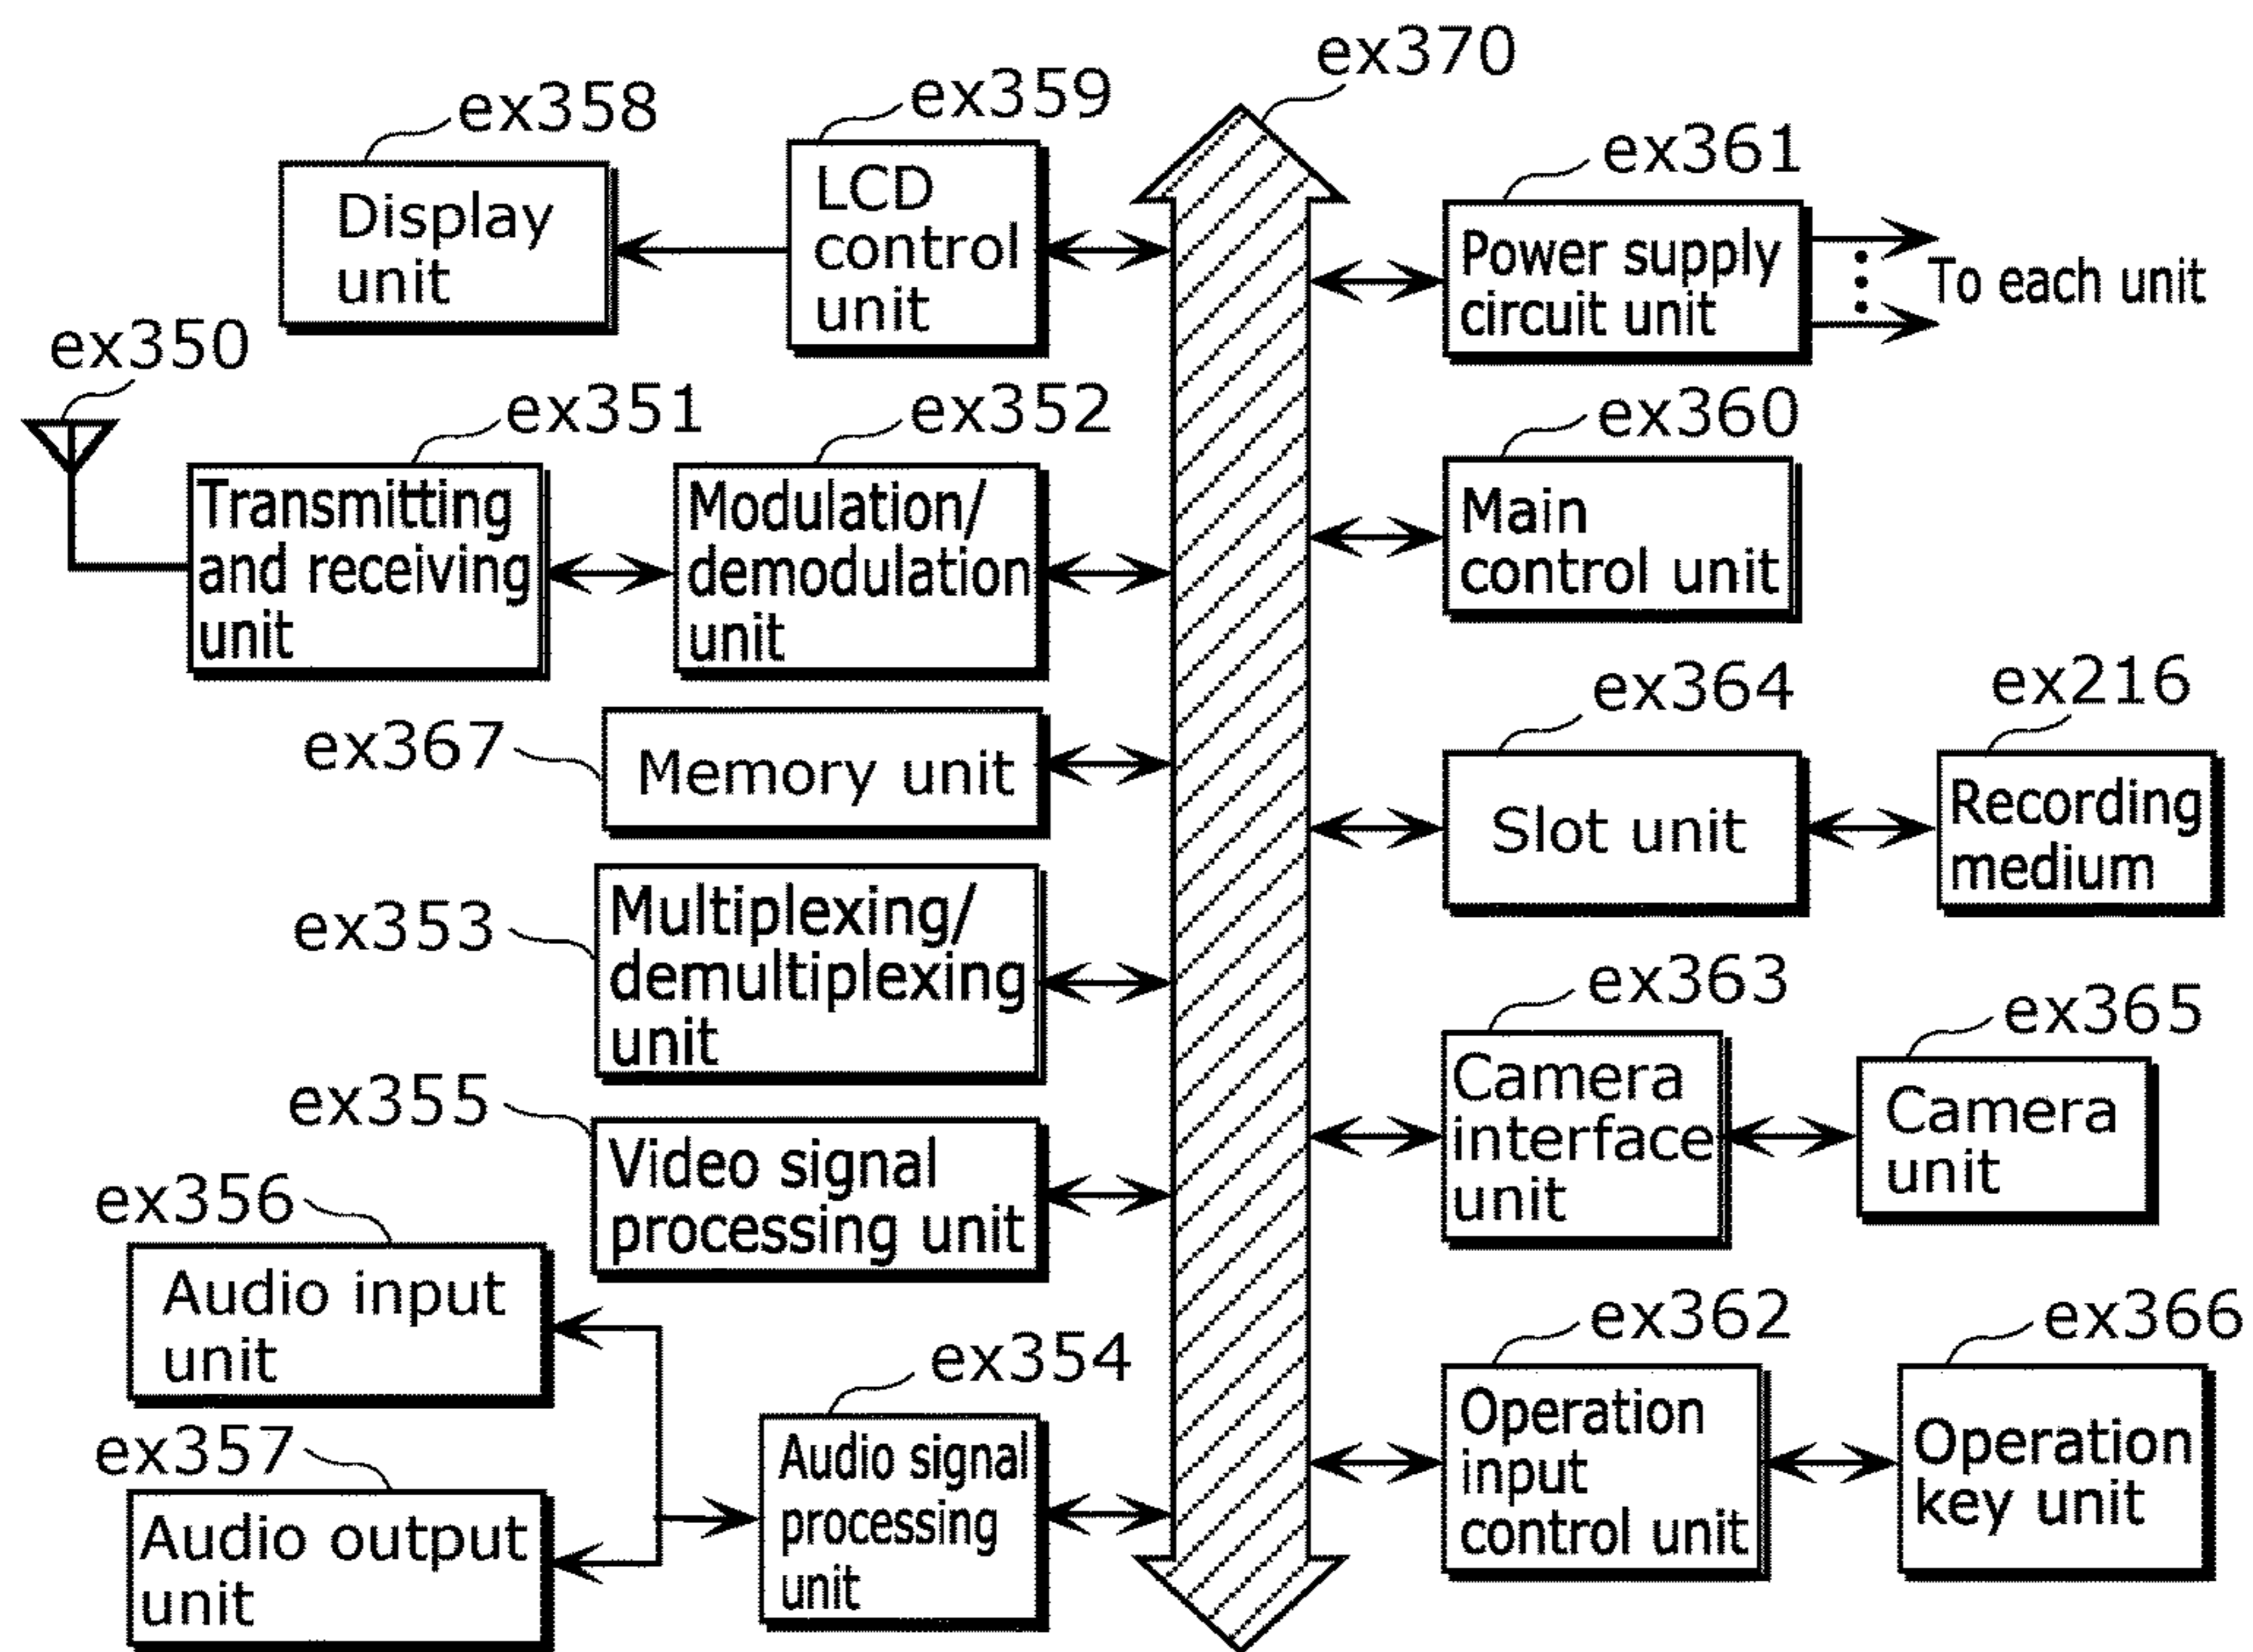 ex370
ex358
ex359
ex361
Display
unit
LCD
control
unit
Power supply
circuit unit
To each unit
ex350
ex351
ex352
ex360
Transmitting
and receiving
unit
Modulation/
demodulation
unit
Main
control unit
ex367
Memory unit
ex364
ex216
Slot unit
Recording
medium
ex353
Multiplexing/
demultiplexing
unit
ex363
ex365
Camera
interface
unit
Camera
unit
ex355
Video signal
processing unit
ex356
Audio input
unit
ex357
Audio output
unit
ex354
Audio signal
processing
unit
ex362
ex366
Operation
input
control unit
Operation
key unit